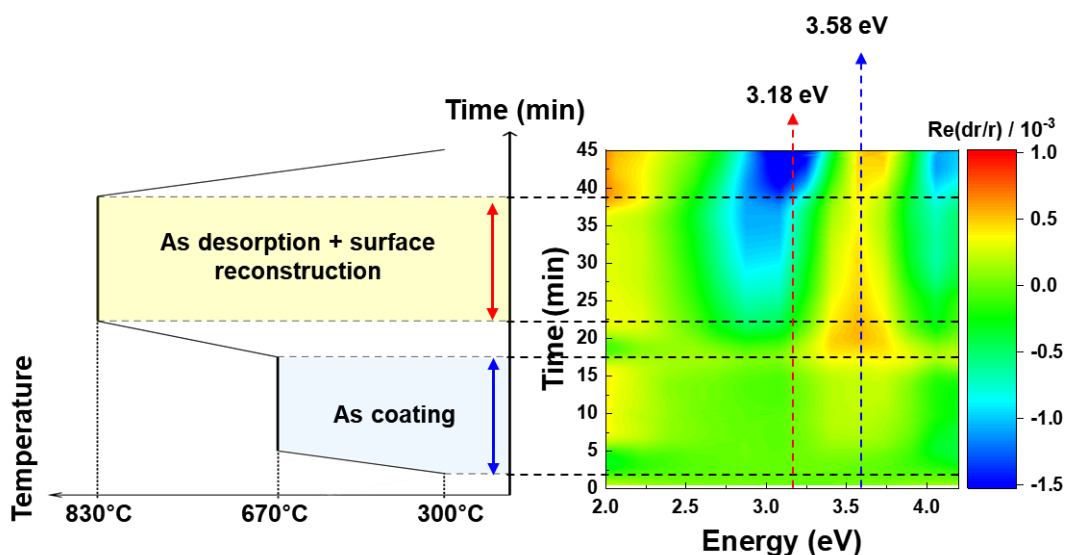 3.58 eV
3.18 eV
Time (min)
Re(dr/r) / 10⁻³
As desorption + surface
reconstruction
As coating
Temperature
830°C
670°C
300°C
Time (min)
45
40
35
30
25
20
15
10
5
0
2.0
2.5
3.0
3.5
4.0
Energy (eV)
1.0
0.5
0.0
-0.5
-1.0
-1.5